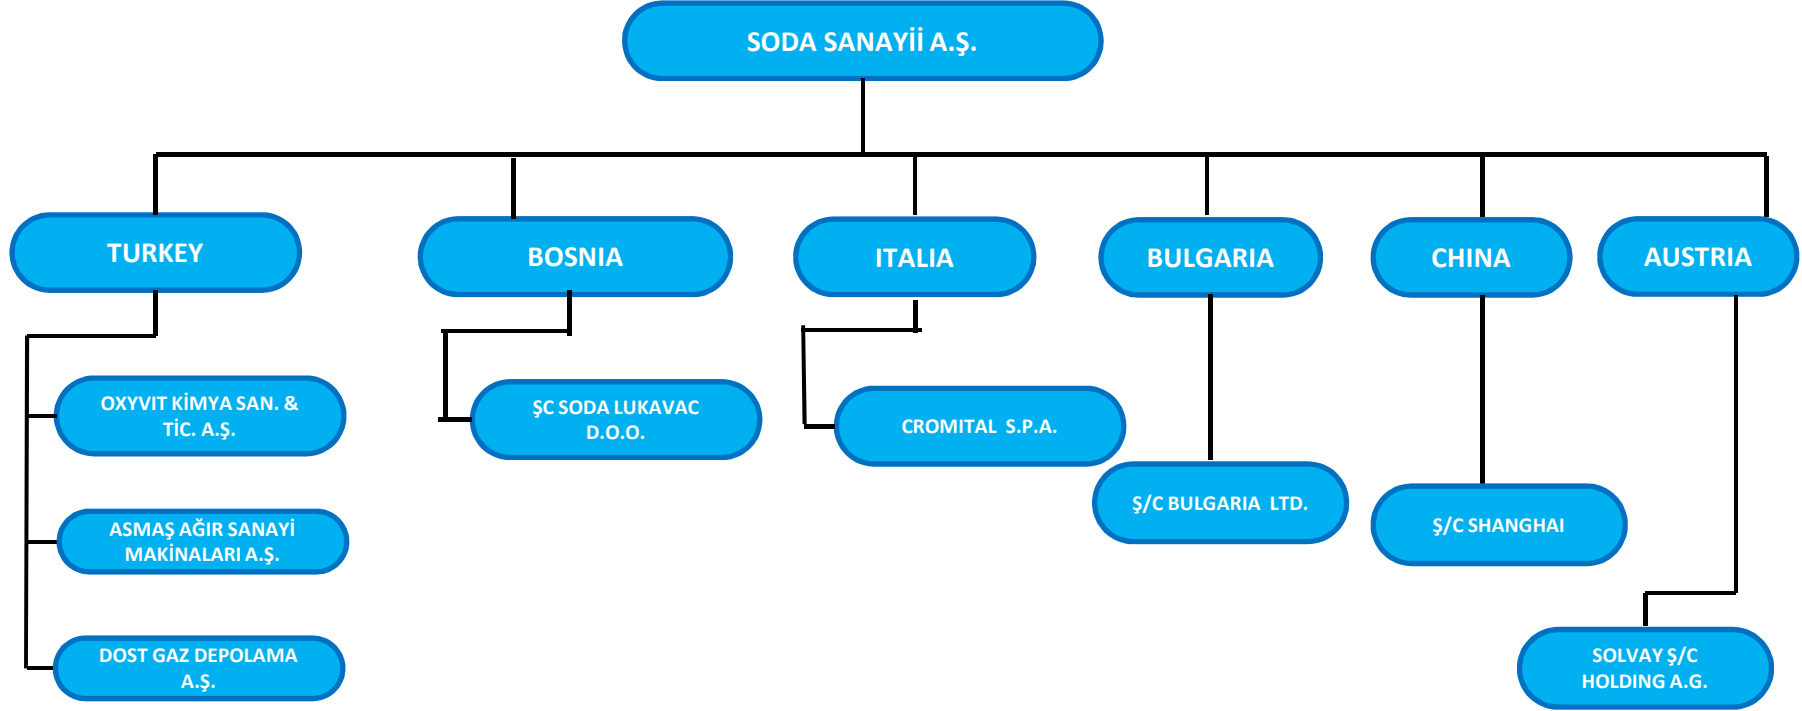 SODA SANAYİİ A.Ş.
TURKEY
BOSNIA
ITALIA
BULGARIA
CHINA
AUSTRIA
OXYVIT KİMYA SAN. &
TİC. A.Ş.
ŞC SODA LUKAVAC
D.O.O.
CROMITAL S.P.A.
Ş/C BULGARIA LTD.
Ş/C SHANGHAI
ASMAŞ AĞIR SANAYİ
MAKİNALARI A.Ş.
DOST GAZ DEPOLAMA
A.Ş.
SOLVAY Ş/C
HOLDING A.G.